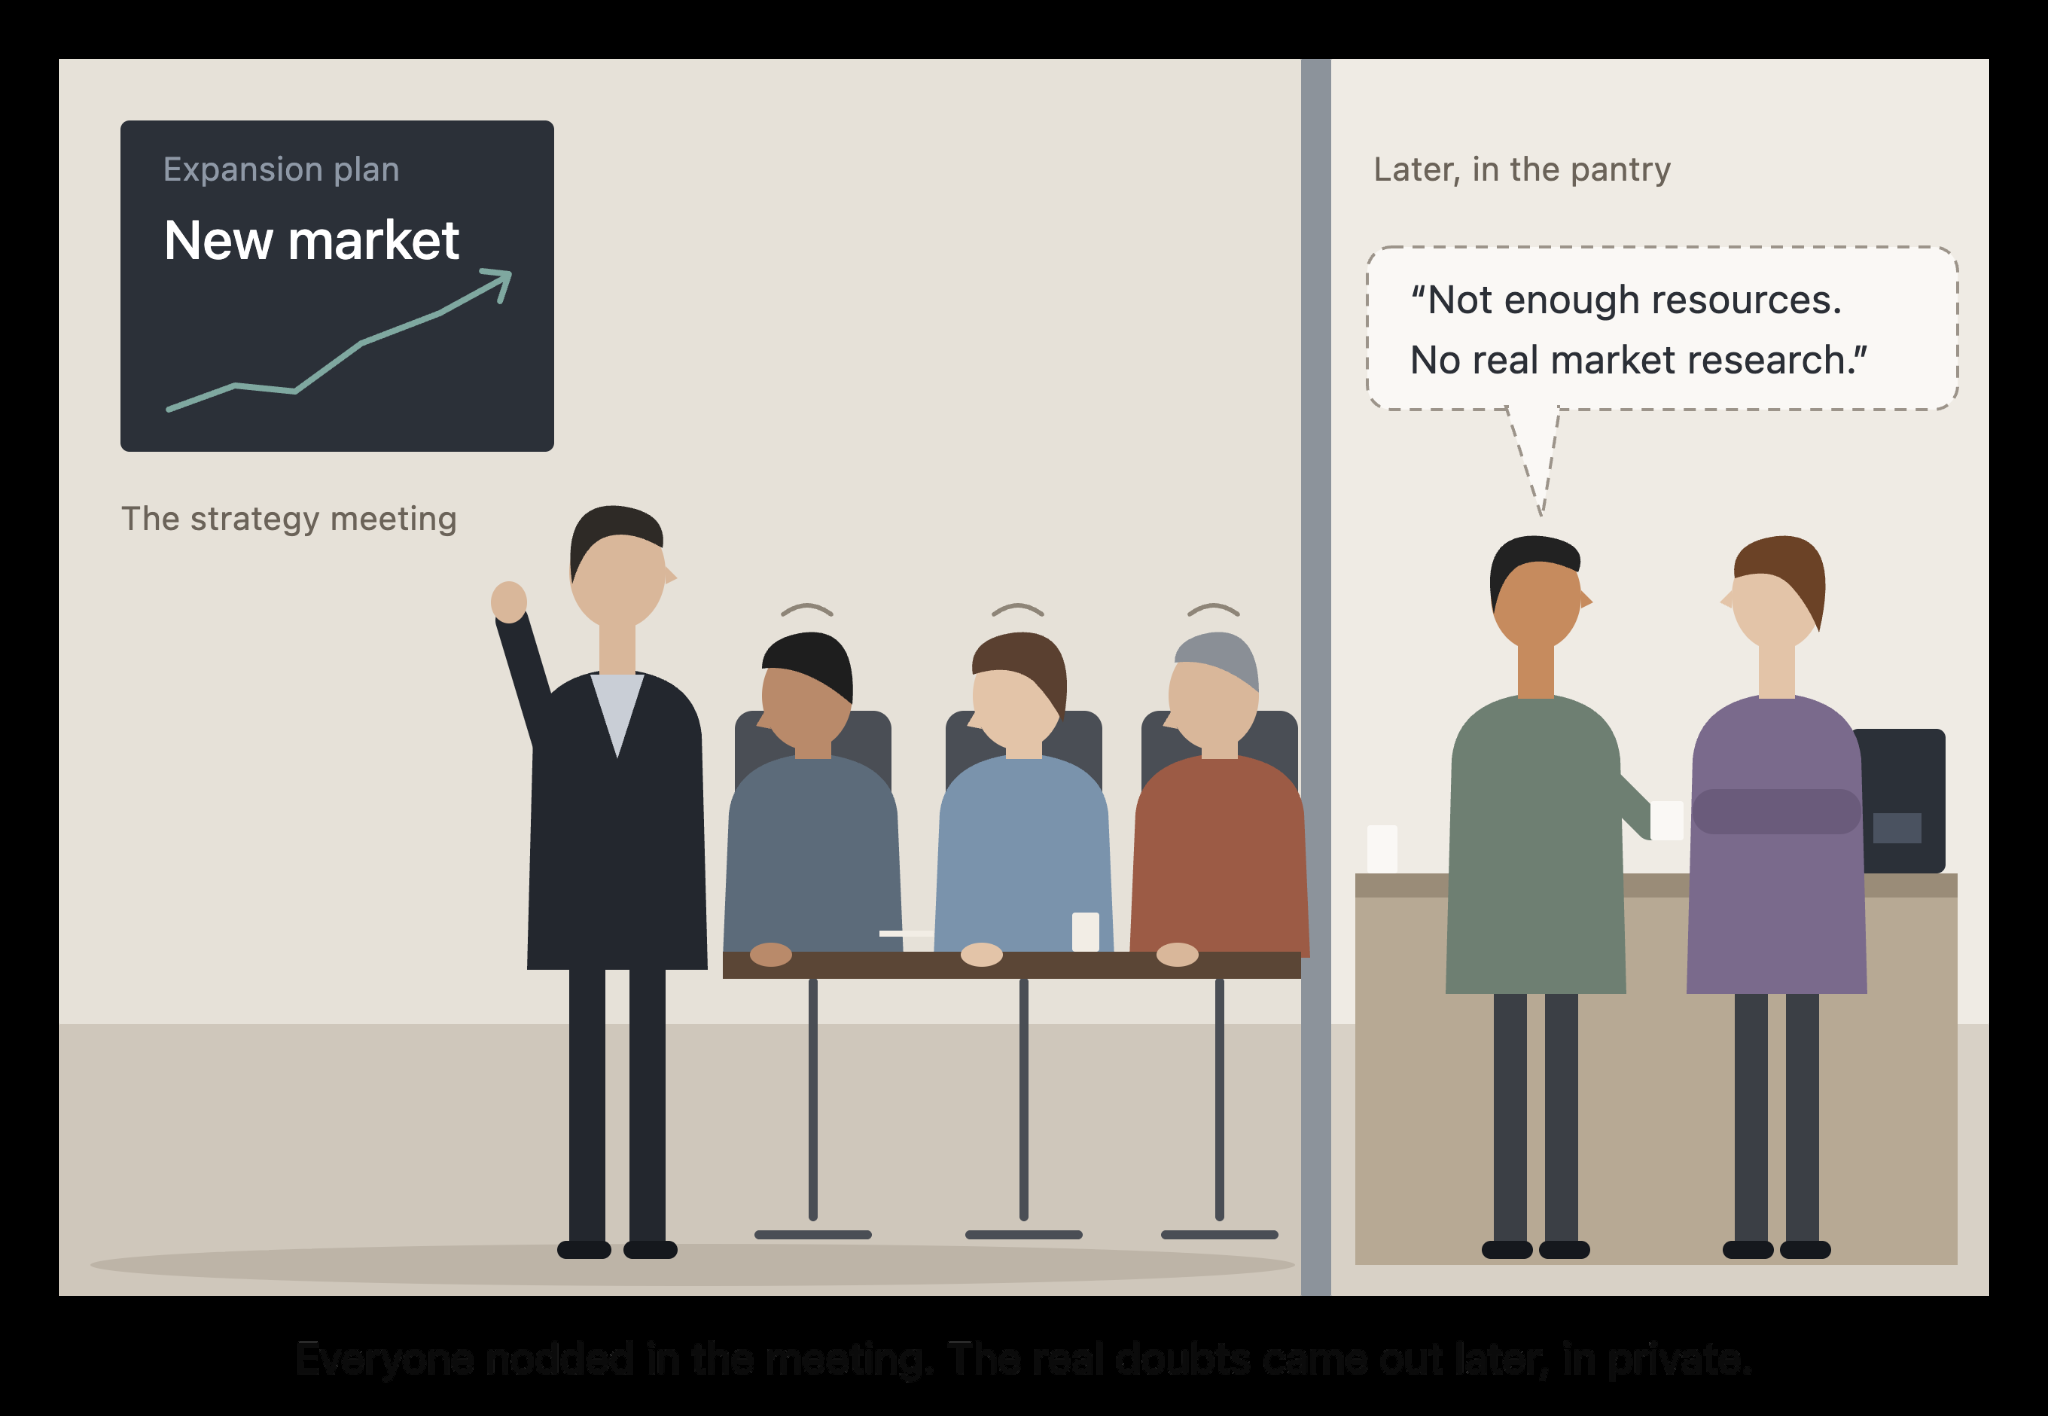 Expansion plan
New market
The strategy meeting
Later, in the pantry
“Not enough resources.
No real market research.”
Everyone nodded in the meeting. The real doubts came out later, in private.